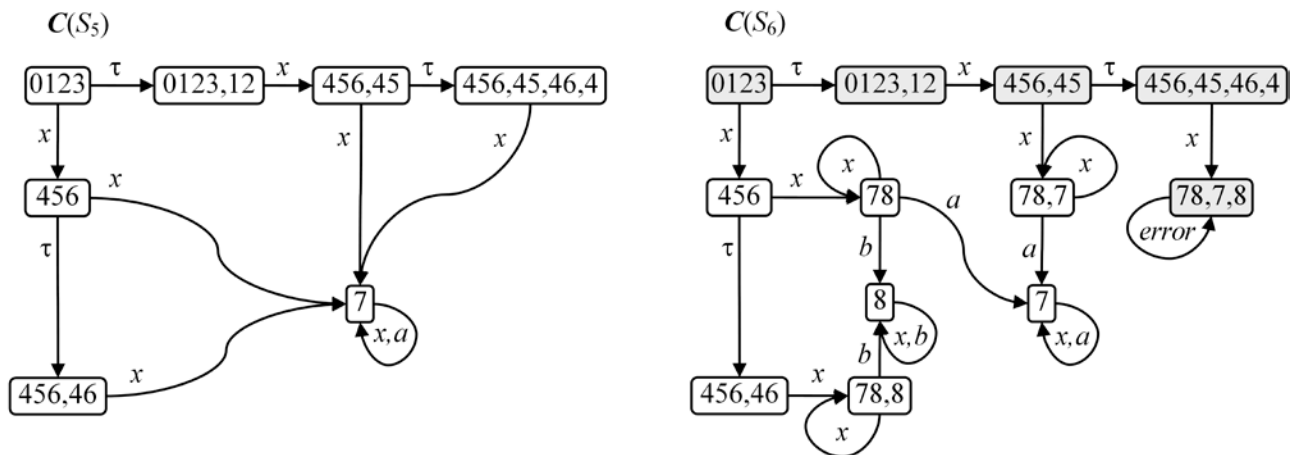 C(S5) C(S6)
0123 τ 0123,12 x 456,45 τ 456,45,46,4 0123 τ 0123,12 x 456,45 τ 456,45,46,4
x x x x x x x x
456 x 456 x 78 a 78,7 78,7,8
τ τ b a error
7 8 7
x,a x,b x,a
x b
456,46 456,46 x 78,8
x